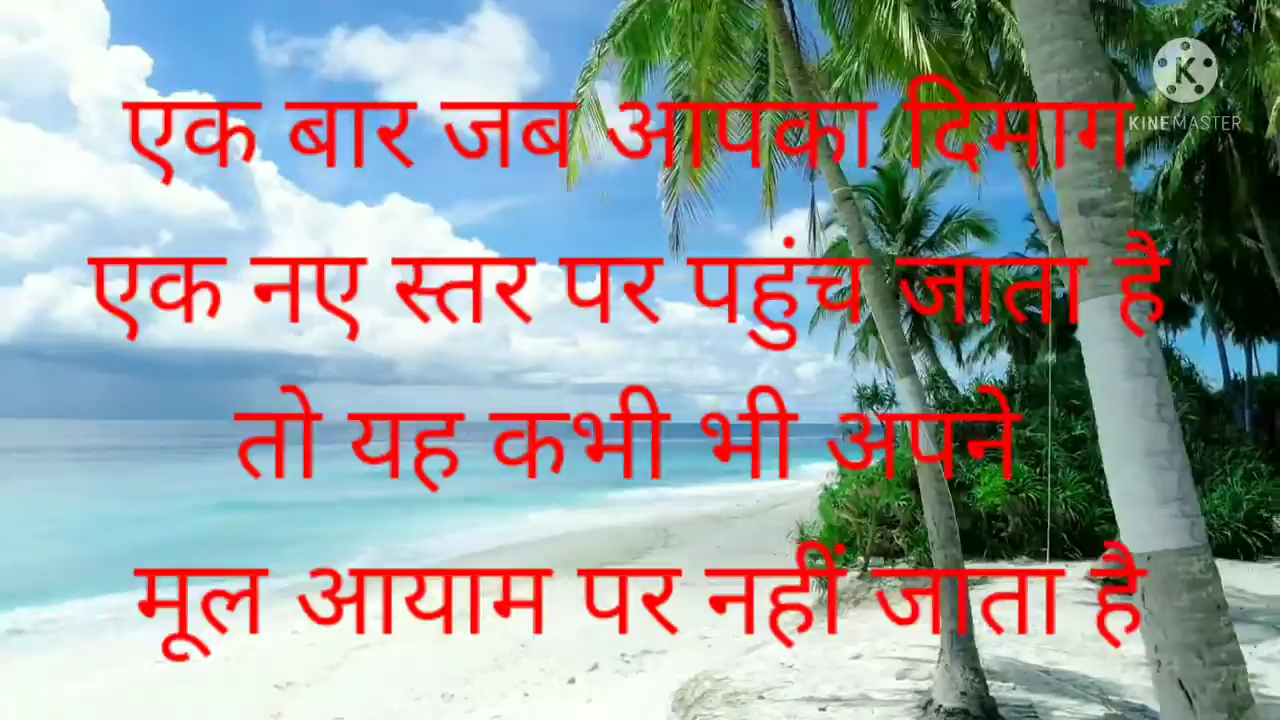 एक बार जब आपका दिमाग
KINEMASTER
एक नए स्तर पर पहुंच जाता है
तो यह कभी भी अपने
मूल आयाम पर नहीं जाता है